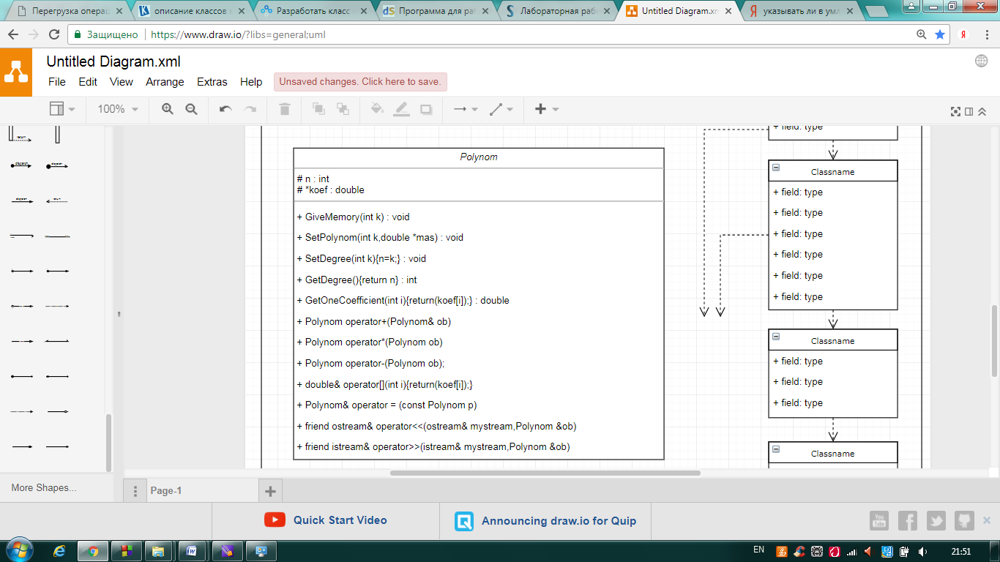 Перегрузка операц
описание классов
Разработать класс
Программа для раб
Лабораторная раб
Untitled Diagram.xm
указывать ли в умл
Защищено
https://www.draw.io/?libs=general;uml
Untitled Diagram.xml
File Edit View Arrange Extras Help
Unsaved changes. Click here to save.
100%
return
dispatch
dispatch
dispatch
return
+ field: type
Polynom
# n : int
# *koef : double
+ GiveMemory(int k) : void
+ SetPolynom(int k,double *mas) : void
+ SetDegree(int k){n=k;} : void
+ GetDegree(){return n} : int
+ GetOneCoefficient(int i){return(koef[i]);} : double
+ Polynom operator+(Polynom& ob)
+ Polynom operator*(Polynom ob)
+ Polynom operator-(Polynom ob);
+ double& operator[](int i){return(koef[i]);}
+ Polynom& operator = (const Polynom p)
+ friend ostream& operator<<(ostream& mystream,Polynom &ob)
+ friend istream& operator>>(istream& mystream,Polynom &ob)
Classname
+ field: type
+ field: type
+ field: type
+ field: type
+ field: type
+ field: type
Classname
+ field: type
+ field: type
+ field: type
Classname
More Shapes...
Page-1
Quick Start Video
Announcing draw.io for Quip
EN
21:51